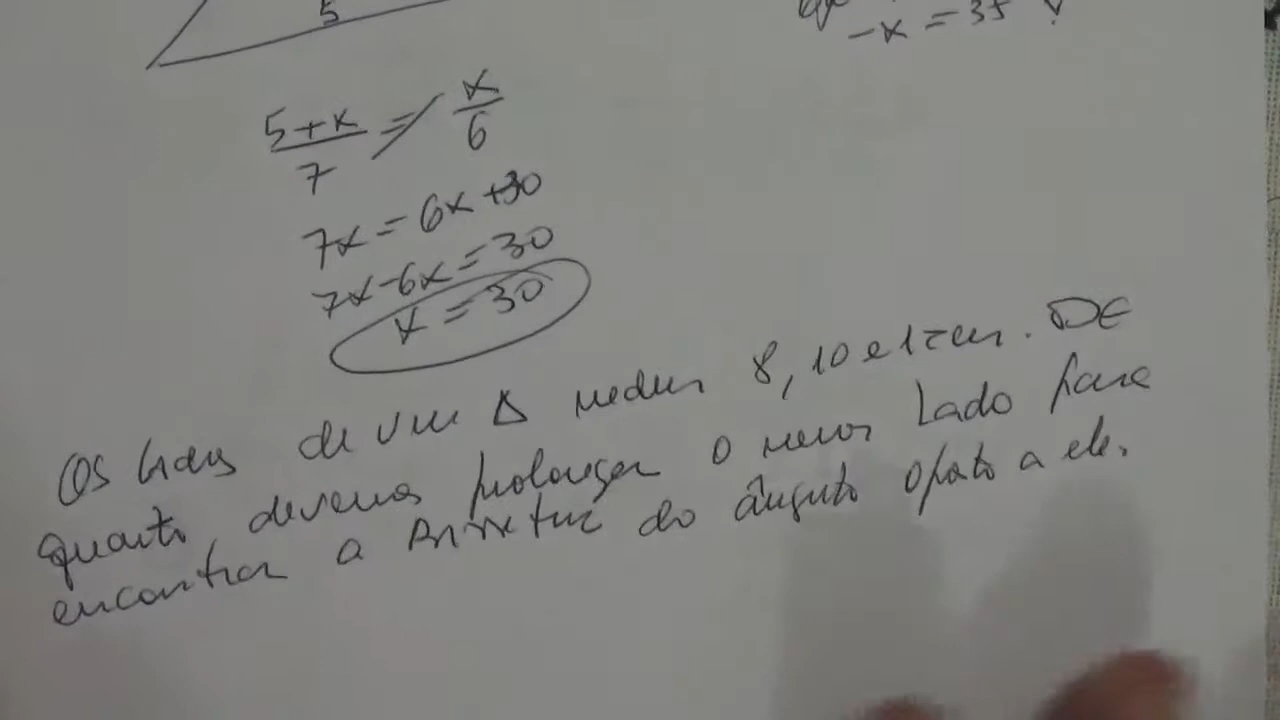 5
-x = 35
5+x/7 = x/6
7x = 6x +30
7x-6x = 30
x = 30
Os lados de um Δ medem 8, 10 e 12cm. DE
quanto devemos prolongar o menor lado para
encontrar a Bissetriz do ângulo oposto a ele.